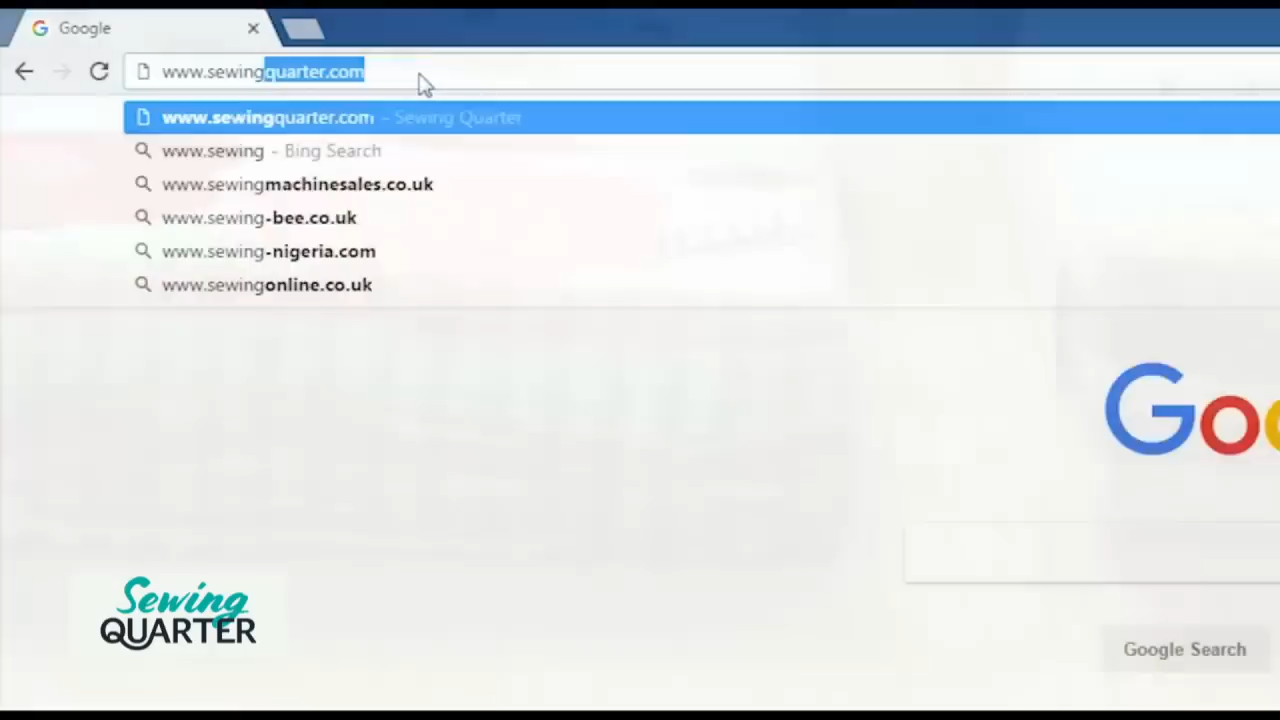 Google
www.sewingquarter.com
www.sewingquarter.com - Sewing Quarter
www.sewing - Bing Search
www.sewingmachinesales.co.uk
www.sewing-bee.co.uk
www.sewing-nigeria.com
www.sewingonline.co.uk
Goo
Sewing
QUARTER
Google Search